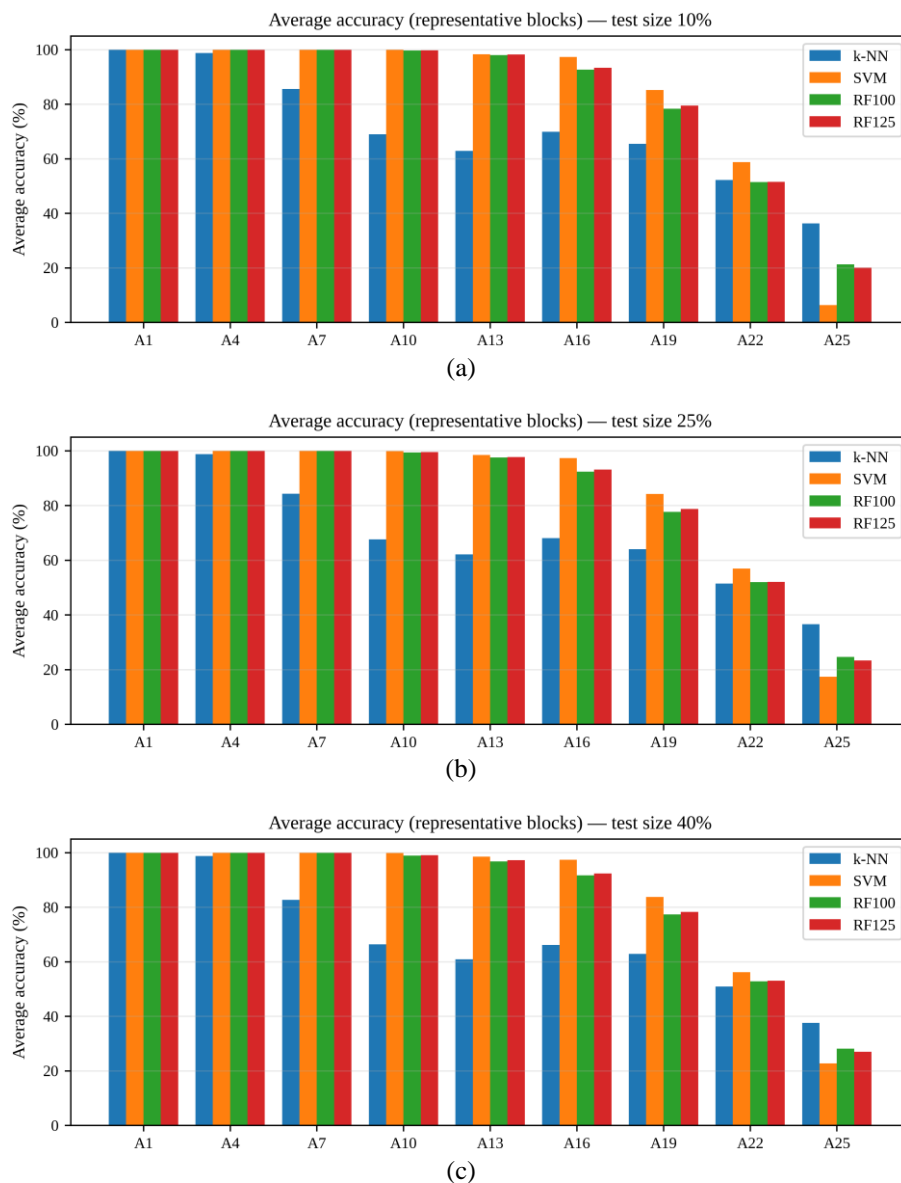 Average accuracy (representative blocks) — test size 10%
100
80
60
40
20
0
Average accuracy (%)
k-NN
SVM
RF100
RF125
A1 A4 A7 A10 A13 A16 A19 A22 A25
(a)
Average accuracy (representative blocks) — test size 25%
100
80
60
40
20
0
Average accuracy (%)
k-NN
SVM
RF100
RF125
A1 A4 A7 A10 A13 A16 A19 A22 A25
(b)
Average accuracy (representative blocks) — test size 40%
100
80
60
40
20
0
Average accuracy (%)
k-NN
SVM
RF100
RF125
A1 A4 A7 A10 A13 A16 A19 A22 A25
(c)